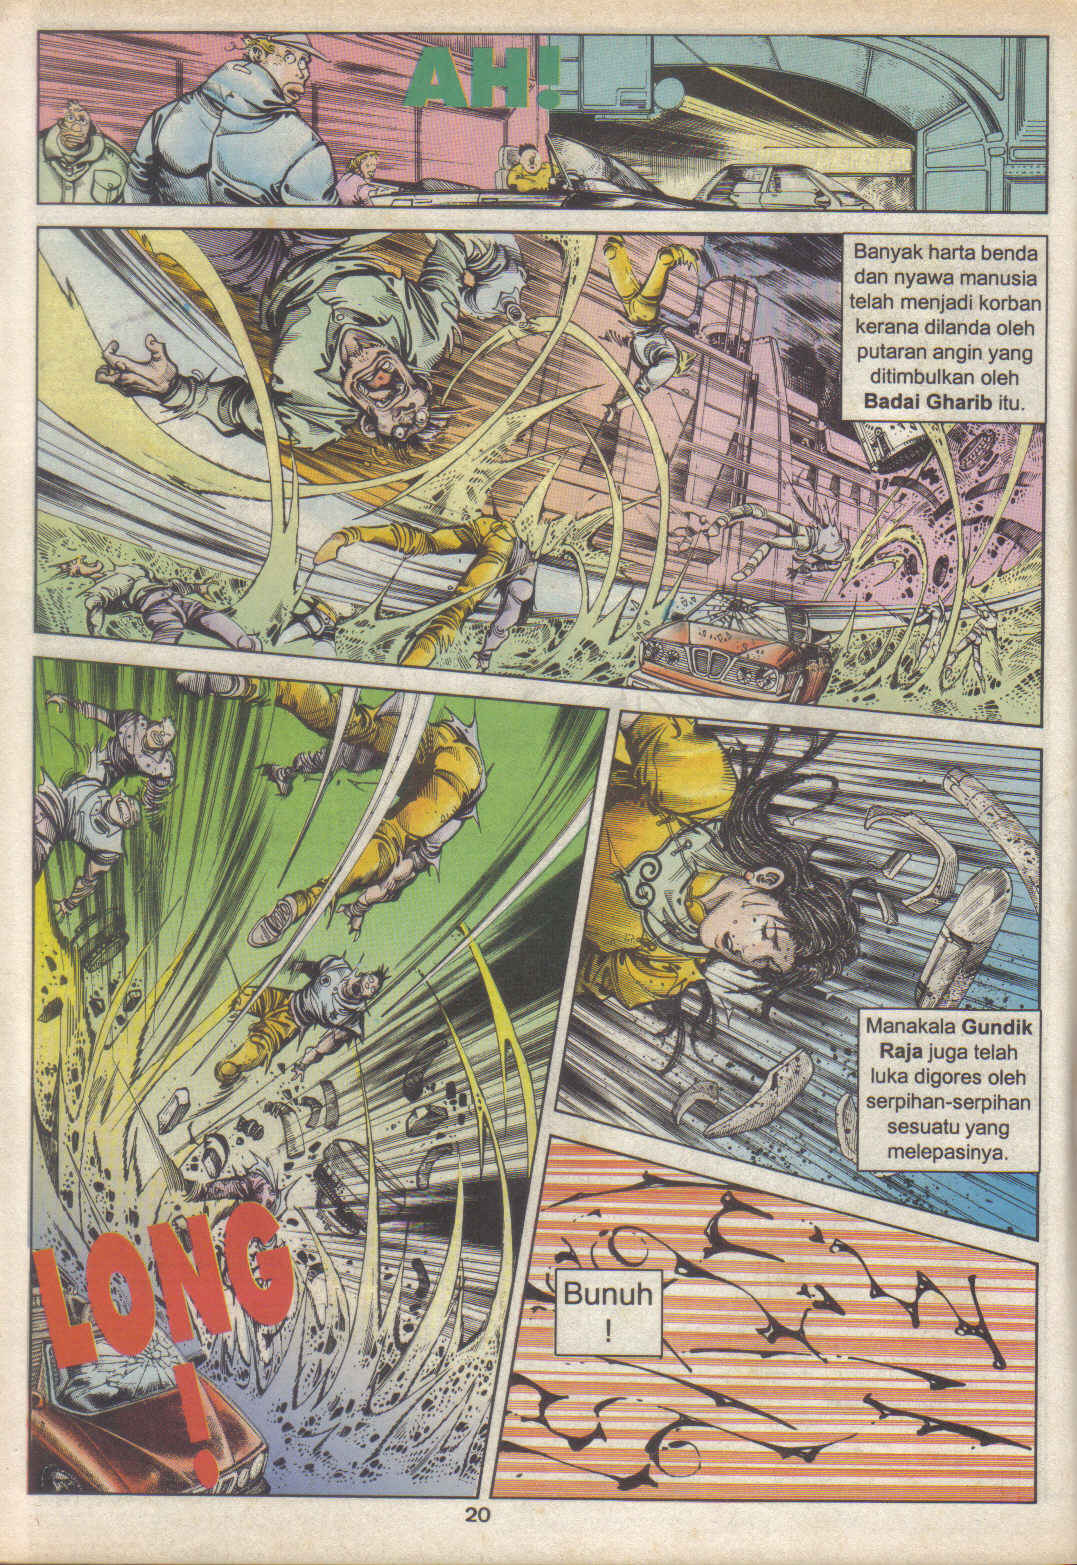 AH!
Banyak harta benda
dan nyawa manusia
telah menjadi korban
kerana dilanda oleh
putaran angin yang
ditimbulkan oleh
Badai Gharib itu.
Manakala Gundik
Raja juga telah
luka digores oleh
serpihan-serpihan
sesuatu yang
melepasinya.
LONG
!
Bunuh
!
20